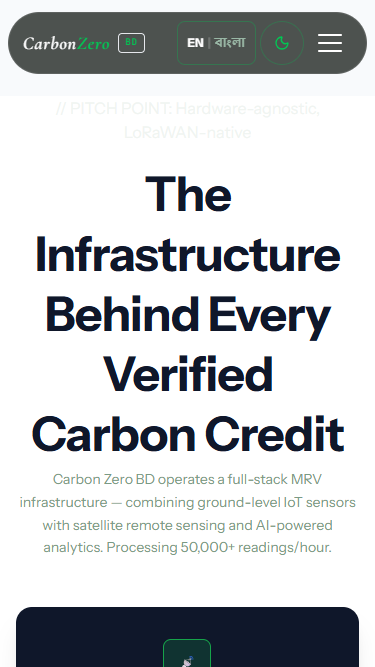 CarbonZero BD EN | বাংলা
// PITCH POINT: Hardware-agnostic,
LoRaWAN-native
The
Infrastructure
Behind Every
Verified
Carbon Credit
Carbon Zero BD operates a full-stack MRV
infrastructure — combining ground-level IoT sensors
with satellite remote sensing and AI-powered
analytics. Processing 50,000+ readings/hour.